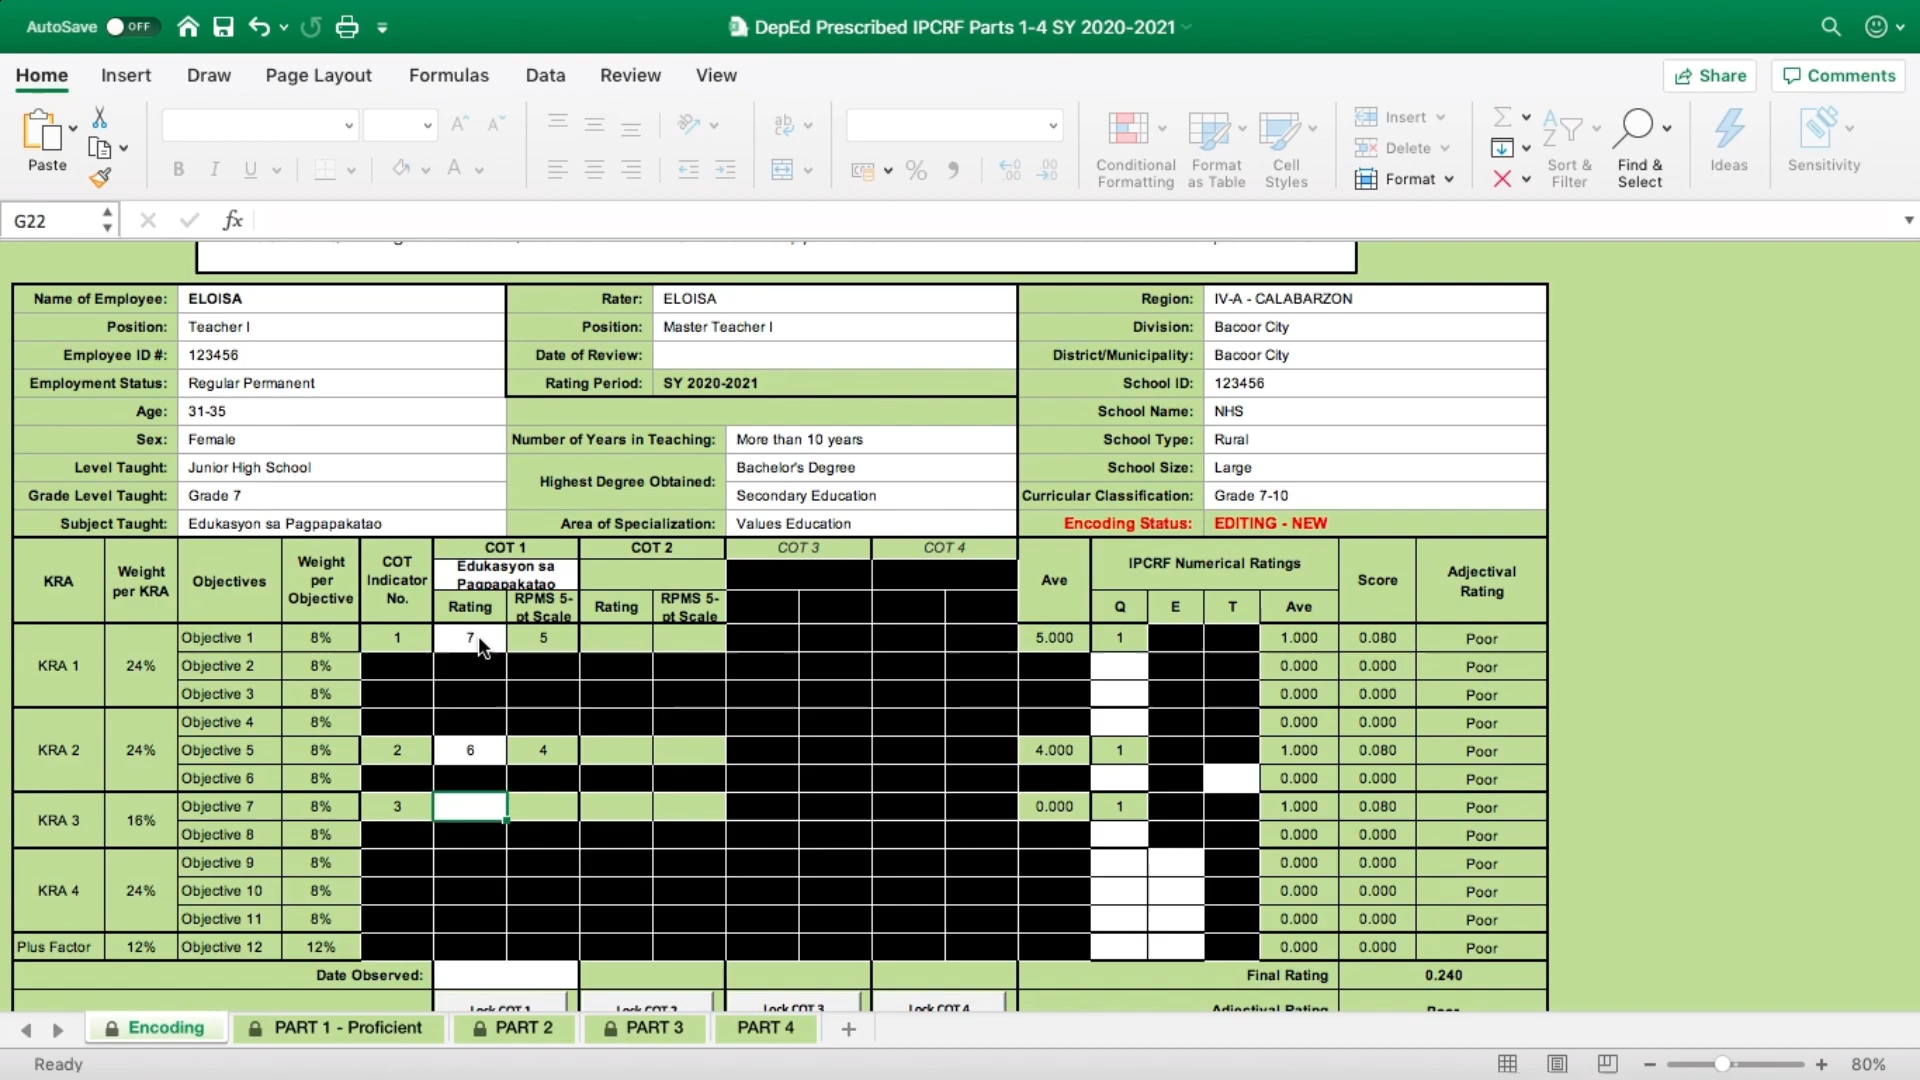 AutoSave OFF DepEd Prescribed IPCRF Parts 1-4 SY 2020-2021
Home Insert Draw Page Layout Formulas Data Review View Share Comments
Paste
B I U A
ab
%
Conditional Formatting
Format as Table
Cell Styles
Insert
Delete
Format
Sort & Filter
Find & Select
Ideas
Sensitivity
G22 fx
Name of Employee: ELOISA Rater: ELOISA Region: IV-A - CALABARZON
Position: Teacher I Position: Master Teacher I Division: Bacoor City
Employee ID #: 123456 Date of Review: District/Municipality: Bacoor City
Employment Status: Regular Permanent Rating Period: SY 2020-2021 School ID: 123456
Age: 31-35 School Name: NHS
Sex: Female Number of Years in Teaching: More than 10 years School Type: Rural
Level Taught: Junior High School Highest Degree Obtained: Bachelor's Degree School Size: Large
Grade Level Taught: Grade 7 Secondary Education Curricular Classification: Grade 7-10
Subject Taught: Edukasyon sa Pagpapakatao Area of Specialization: Values Education Encoding Status: EDITING - NEW
KRA Weight per KRA Objectives Weight per Objective COT Indicator No. COT 1 COT 2 COT 3 COT 4 Ave IPCRF Numerical Ratings Score Adjectival Rating
Edukasyon sa Pagpapakatao
Rating RPMS 5-pt Scale Rating RPMS 5-pt Scale Q E T Ave
KRA 1 24% Objective 1 8% 1 7 5 5.000 1 1.000 0.080 Poor
Objective 2 8% 0.000 0.000 Poor
Objective 3 8% 0.000 0.000 Poor
KRA 2 24% Objective 4 8% 0.000 0.000 Poor
Objective 5 8% 2 6 4 4.000 1 1.000 0.080 Poor
Objective 6 8% 0.000 0.000 Poor
KRA 3 16% Objective 7 8% 3 0.000 1 1.000 0.080 Poor
Objective 8 8% 0.000 0.000 Poor
KRA 4 24% Objective 9 8% 0.000 0.000 Poor
Objective 10 8% 0.000 0.000 Poor
Objective 11 8% 0.000 0.000 Poor
Plus Factor 12% Objective 12 12% 0.000 0.000 Poor
Date Observed: Final Rating 0.240
Lock COT 1 Lock COT 2 Lock COT 3 Lock COT 4 Adjectival Rating Poor
Encoding PART 1 - Proficient PART 2 PART 3 PART 4
Ready 80%